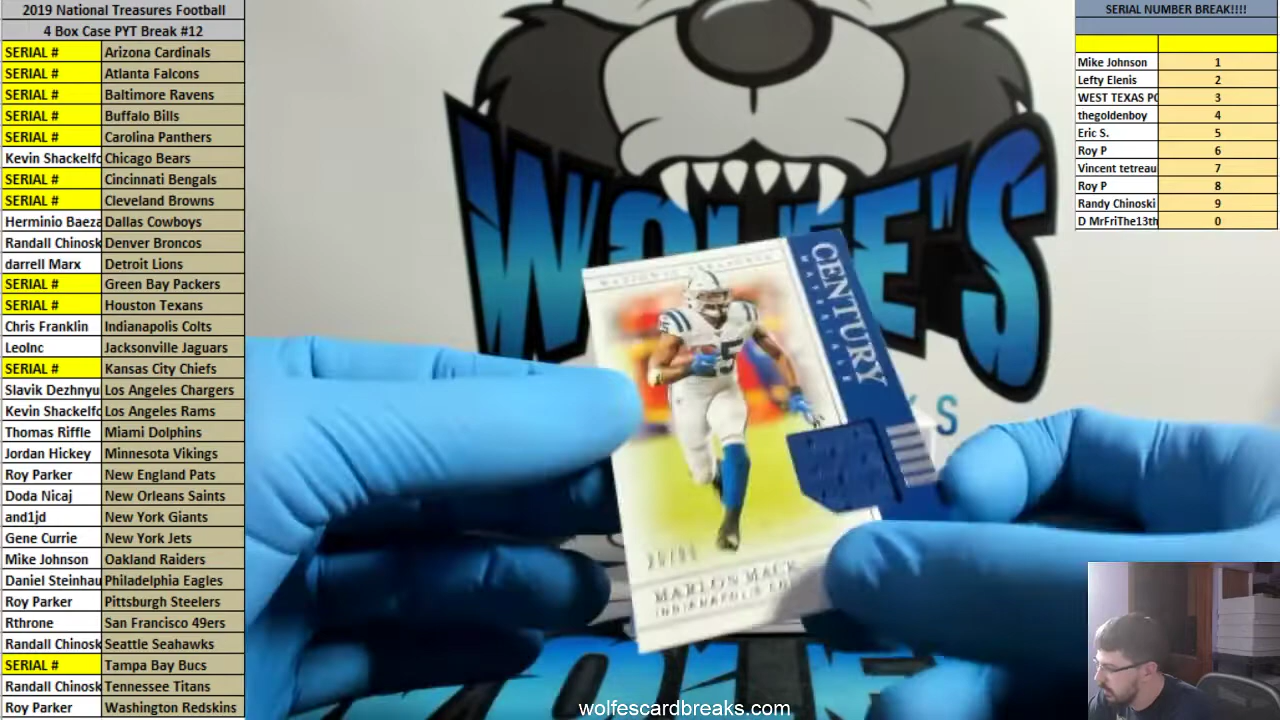 2019 National Treasures Football
4 Box Case PYT Break #12
SERIAL # Arizona Cardinals
SERIAL # Atlanta Falcons
SERIAL # Baltimore Ravens
SERIAL # Buffalo Bills
SERIAL # Carolina Panthers
Kevin Shackelfo Chicago Bears
SERIAL # Cincinnati Bengals
SERIAL # Cleveland Browns
Herminio Baeza Dallas Cowboys
Randall Chinosk Denver Broncos
darrell Marx Detroit Lions
SERIAL # Green Bay Packers
SERIAL # Houston Texans
Chris Franklin Indianapolis Colts
LeoInc Jacksonville Jaguars
SERIAL # Kansas City Chiefs
Slavik Dezhnyu Los Angeles Chargers
Kevin Shackelfo Los Angeles Rams
Thomas Riffle Miami Dolphins
Jordan Hickey Minnesota Vikings
Roy Parker New England Pats
Doda Nicaj New Orleans Saints
and1jd New York Giants
Gene Currie New York Jets
Mike Johnson Oakland Raiders
Daniel Steinhau Philadelphia Eagles
Roy Parker Pittsburgh Steelers
Rthrone San Francisco 49ers
Randall Chinosk Seattle Seahawks
SERIAL # Tampa Bay Bucs
Randall Chinosk Tennessee Titans
Roy Parker Washington Redskins
WOLFE'S
NATIONAL TREASURES
CENTURY
MATERIALS
MARLON MACK
INDIANAPOLIS
wolfescardbreaks.com
SERIAL NUMBER BREAK!!!!
Mike Johnson 1
Lefty Elenis 2
WEST TEXAS PO 3
thegoldenboy 4
Eric S. 5
Roy P 6
Vincent tetreau 7
Roy P 8
Randy Chinoski 9
D MrFriThe13th 0